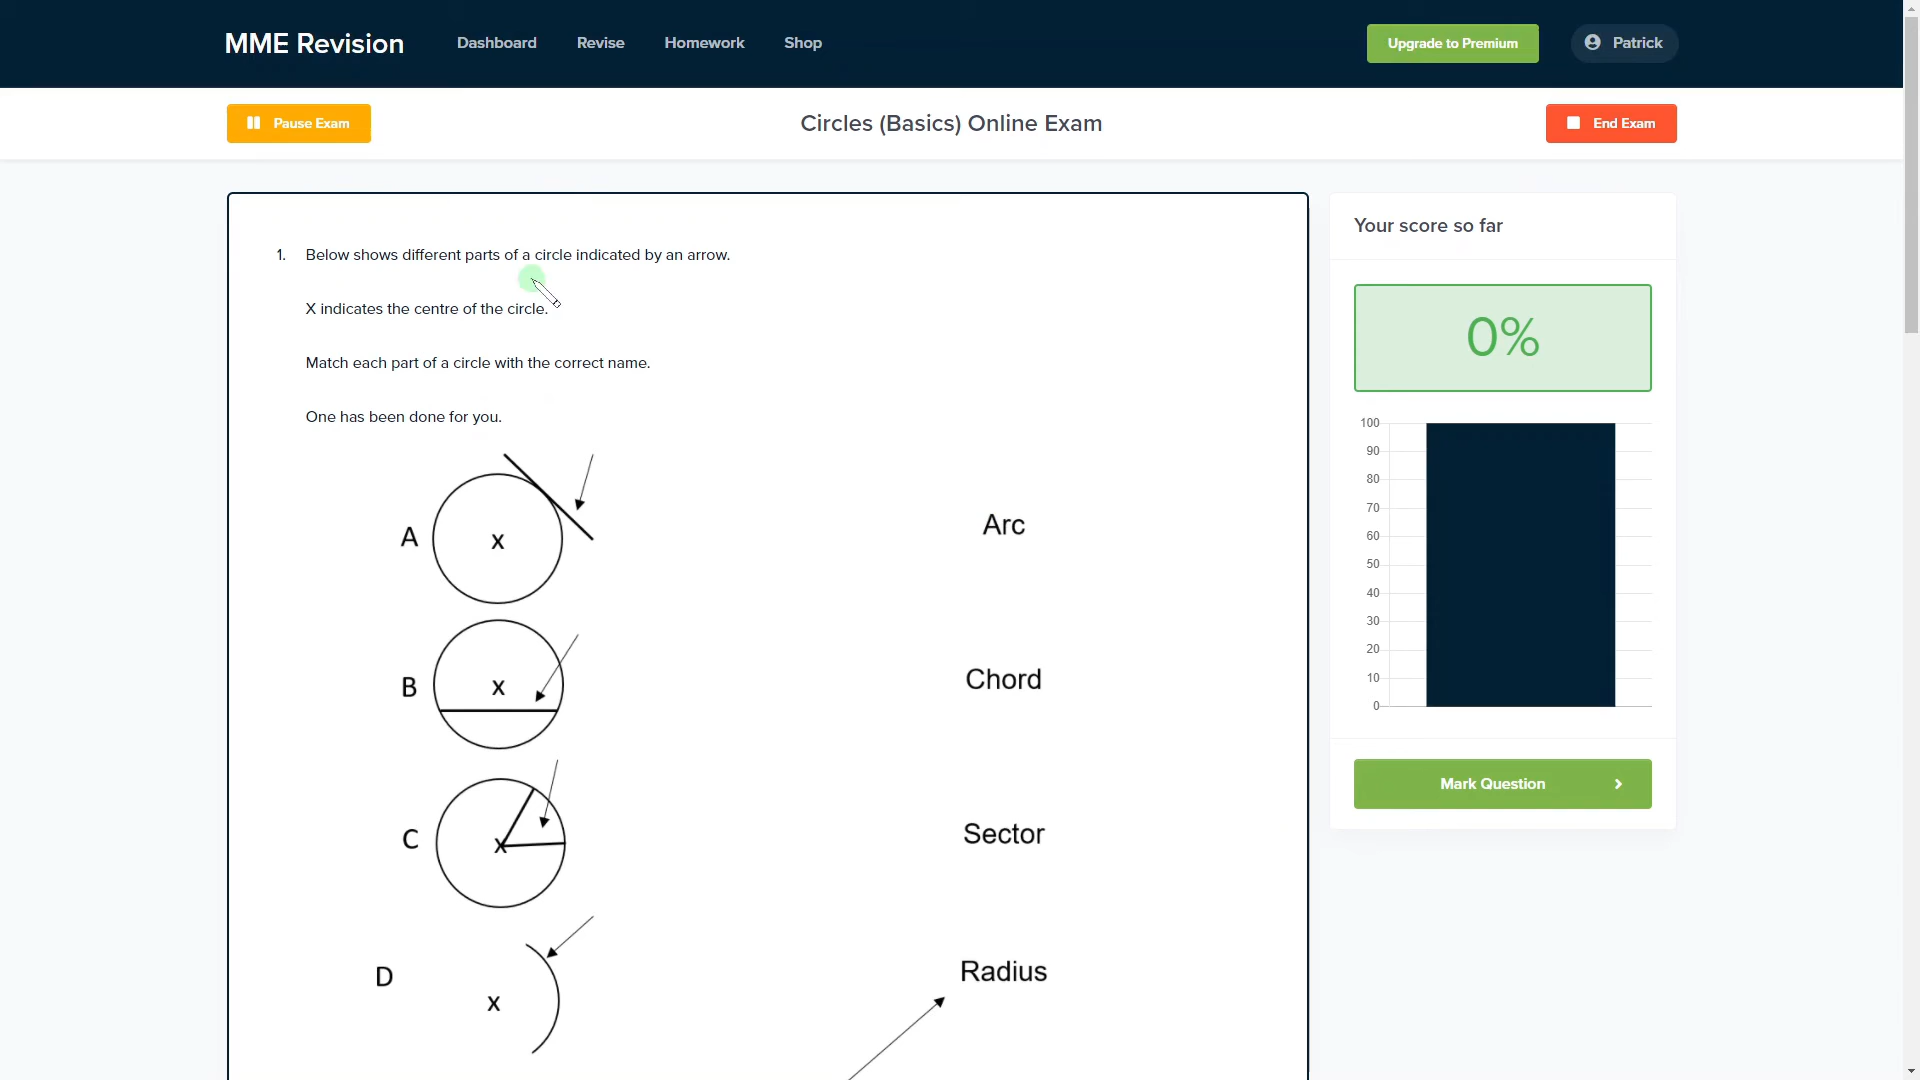 MME Revision
Dashboard
Revise
Homework
Shop
Upgrade to Premium
Patrick
Pause Exam
Circles (Basics) Online Exam
End Exam
1. Below shows different parts of a circle indicated by an arrow.
X indicates the centre of the circle.
Match each part of a circle with the correct name.
One has been done for you.
A
x
Arc
B
x
Chord
C
x
Sector
D
x
Radius
Your score so far
0%
100
90
80
70
60
50
40
30
20
10
0
Mark Question